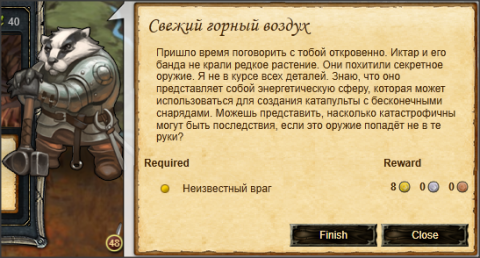 40
Свежий горный воздух
Пришло время поговорить с тобой откровенно. Иктар и его
банда не крали редкое растение. Они похитили секретное
оружие. Я не в курсе всех деталей. Знаю, что оно
представляет собой энергетическую сферу, которая может
использоваться для создания катапульты с бесконечными
снарядами. Можешь представить, насколько катастрофичны
могут быть последствия, если это оружие попадёт не в те
руки?
Required Reward
Неизвестный враг 8 0 0
48
Finish Close